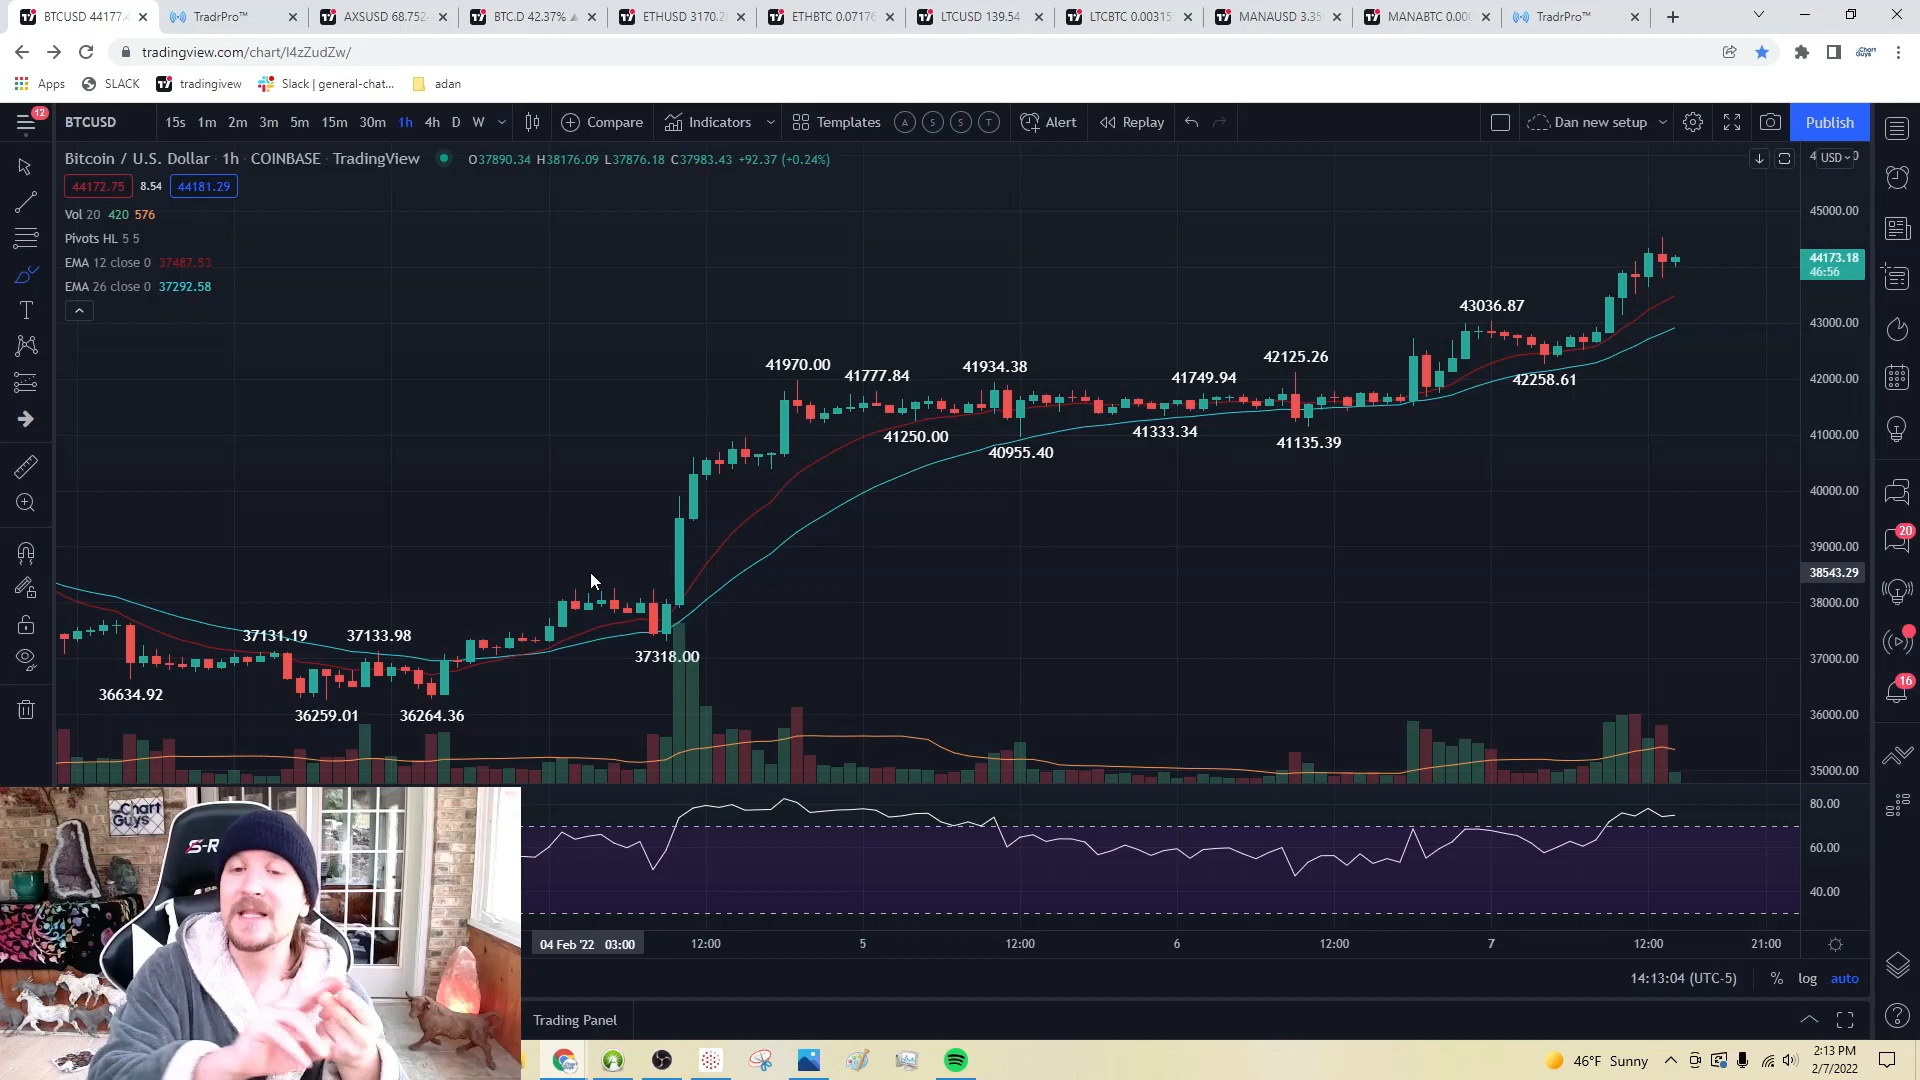 BTCUSD 44177.4
TradrPro™
AXSUSD 68.752
BTC.D 42.37%
ETHUSD 3170.2
ETHBTC 0.07176
LTCUSD 139.54
LTCBTC 0.00315
MANAUSD 3.35
MANABTC 0.000
TradrPro™
tradingview.com/chart/I4zZudZw/
Apps
SLACK
tradingivew
Slack | general-chat...
adan
12
BTCUSD
15s 1m 2m 3m 5m 15m 30m 1h 4h D W
Compare
Indicators
Templates
A S S T
Alert
Replay
Dan new setup
Publish
Bitcoin / U.S. Dollar · 1h · COINBASE · TradingView
O37890.34 H38176.09 L37876.18 C37983.43 +92.37 (+0.24%)
USD
44172.75 8.54 44181.29
Vol 20 420 576
Pivots HL 5 5
EMA 12 close 0 37487.53
EMA 26 close 0 37292.58
45000.00
44173.18
46:56
43000.00
42000.00
41000.00
40000.00
39000.00
38543.29
38000.00
37000.00
36000.00
35000.00
80.00
60.00
40.00
43036.87
42125.26
41970.00
41934.38
41777.84
41749.94
42258.61
41250.00
41333.34
41135.39
40955.40
37131.19
37133.98
37318.00
36634.92
36259.01
36264.36
20
16
04 Feb '22 03:00
12:00
5
12:00
6
12:00
7
12:00
21:00
14:13:04 (UTC-5)
%
log
auto
Trading Panel
Chart
Guys
S-R
46°F Sunny
2:13 PM
2/7/2022